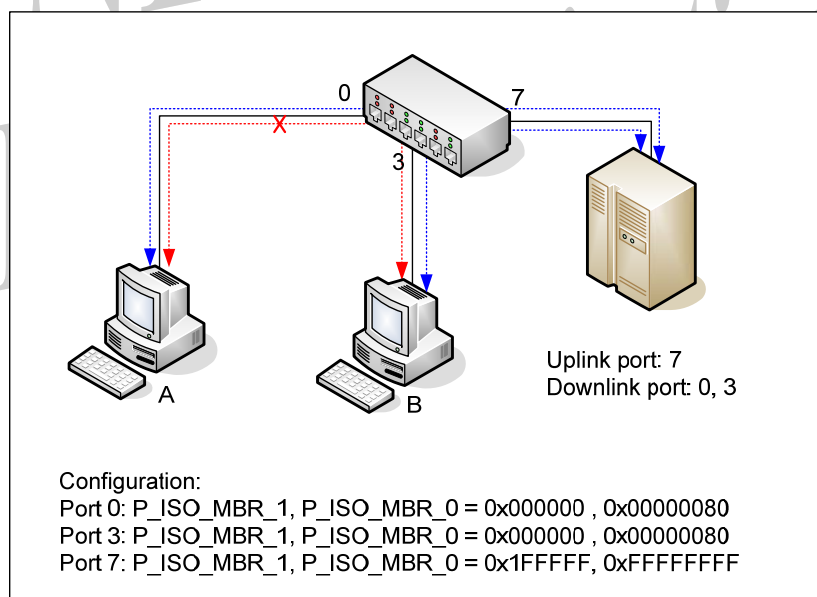 0
7
X
3
A
B
Uplink port: 7
Downlink port: 0, 3
Configuration:
Port 0: P_ISO_MBR_1, P_ISO_MBR_0 = 0x000000 , 0x00000080
Port 3: P_ISO_MBR_1, P_ISO_MBR_0 = 0x000000 , 0x00000080
Port 7: P_ISO_MBR_1, P_ISO_MBR_0 = 0x1FFFFF, 0xFFFFFFFF